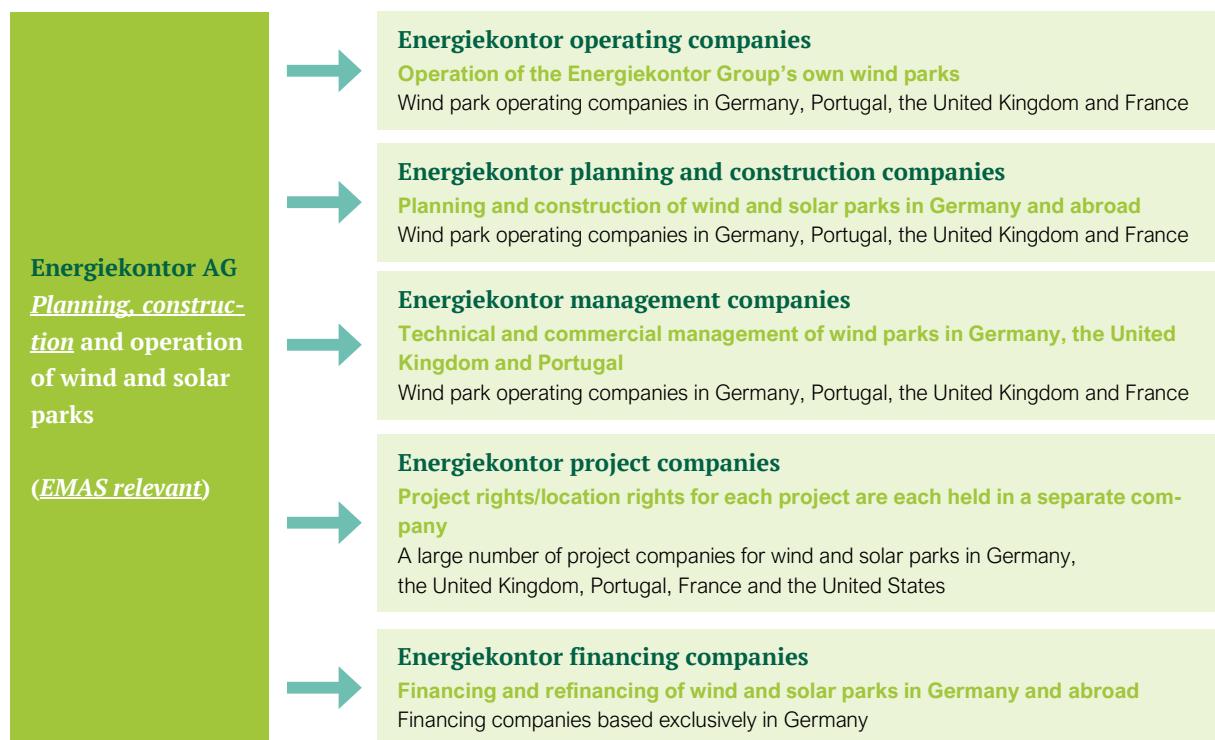 Energiekontor AG
Planning, construc-
tion and operation
of wind and solar
parks
(EMAS relevant)
Energiekontor operating companies
Operation of the Energiekontor Group's own wind parks
Wind park operating companies in Germany, Portugal, the United Kingdom and France
Energiekontor planning and construction companies
Planning and construction of wind and solar parks in Germany and abroad
Wind park operating companies in Germany, Portugal, the United Kingdom and France
Energiekontor management companies
Technical and commercial management of wind parks in Germany, the United
Kingdom and Portugal
Wind park operating companies in Germany, Portugal, the United Kingdom and France
Energiekontor project companies
Project rights/location rights for each project are each held in a separate com-
pany
A large number of project companies for wind and solar parks in Germany,
the United Kingdom, Portugal, France and the United States
Energiekontor financing companies
Financing and refinancing of wind and solar parks in Germany and abroad
Financing companies based exclusively in Germany